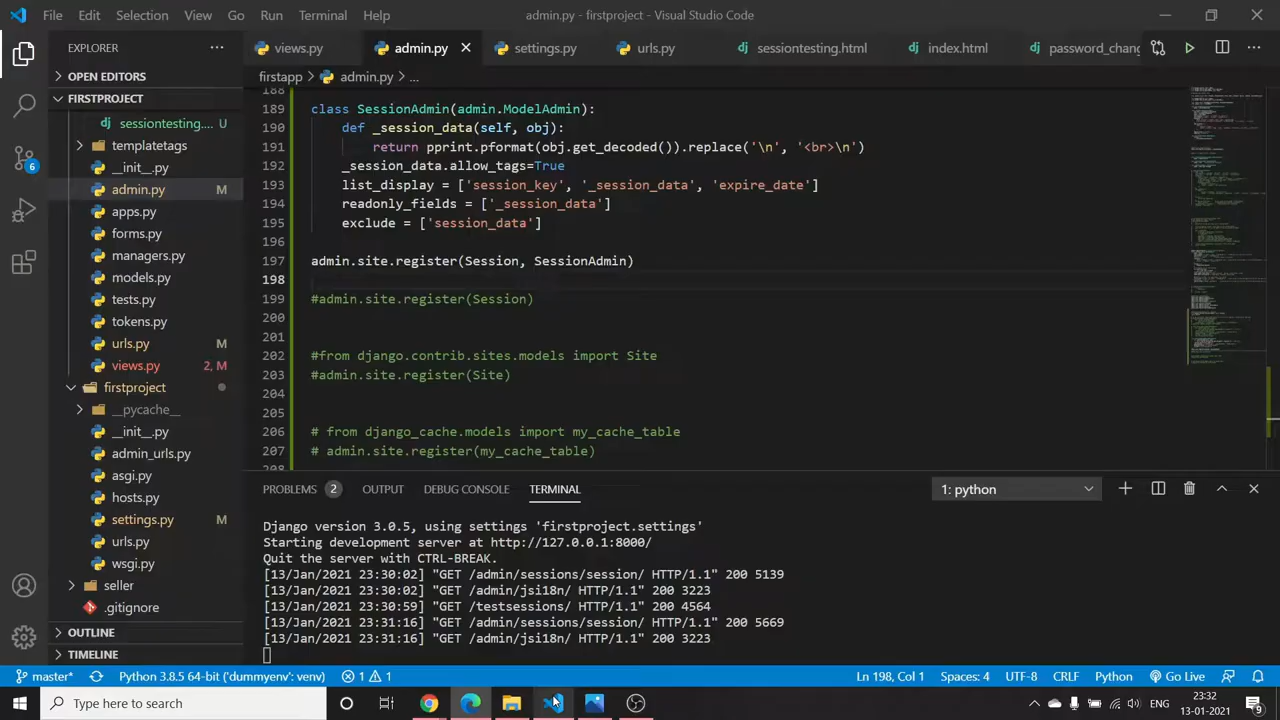 File Edit Selection View Go Run Terminal Help
admin.py - firstproject - Visual Studio Code
EXPLORER
views.py
admin.py
settings.py
urls.py
sessiontesting.html
index.html
password_chang
OPEN EDITORS
FIRSTPROJECT
sessiontesting.... U
templatetags
__init__.py
admin.py M
apps.py
forms.py
managers.py
models.py
tests.py
tokens.py
urls.py M
views.py 2, M
firstproject
__pycache__
__init__.py
admin_urls.py
asgi.py
hosts.py
settings.py M
urls.py
wsgi.py
seller
.gitignore
OUTLINE
TIMELINE
6
firstapp > admin.py > ...
188
189 class SessionAdmin(admin.ModelAdmin):
190 def _session_data(self, obj):
191 return pprint.pformat(obj.get_decoded()).replace('\n', '<br>\n')
192 _session_data.allow_tags=True
193 list_display = ['session_key', '_session_data', 'expire_date']
194 readonly_fields = ['_session_data']
195 exclude = ['session_data']
196
197 admin.site.register(Session, SessionAdmin)
198
199 #admin.site.register(Session)
200
201
202 #from django.contrib.sites.models import Site
203 #admin.site.register(Site)
204
205
206 # from django_cache.models import my_cache_table
207 # admin.site.register(my_cache_table)
208
PROBLEMS 2 OUTPUT DEBUG CONSOLE TERMINAL
1: python
Django version 3.0.5, using settings 'firstproject.settings'
Starting development server at http://127.0.0.1:8000/
Quit the server with CTRL-BREAK.
[13/Jan/2021 23:30:02] "GET /admin/sessions/session/ HTTP/1.1" 200 5139
[13/Jan/2021 23:30:02] "GET /admin/jsi18n/ HTTP/1.1" 200 3223
[13/Jan/2021 23:30:59] "GET /testsessions/ HTTP/1.1" 200 4564
[13/Jan/2021 23:31:16] "GET /admin/sessions/session/ HTTP/1.1" 200 5669
[13/Jan/2021 23:31:16] "GET /admin/jsi18n/ HTTP/1.1" 200 3223
master* Python 3.8.5 64-bit ('dummyenv': venv) 1 1
Ln 198, Col 1 Spaces: 4 UTF-8 CRLF Python Go Live
Type here to search
ENG
23:32
13-01-2021